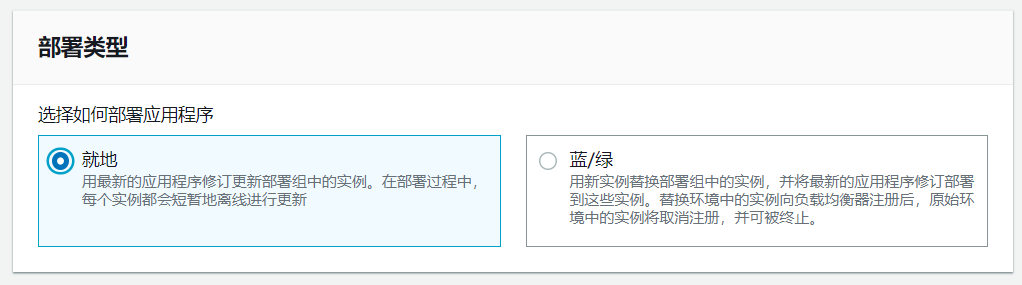 部署类型
选择如何部署应用程序
就地
用最新的应用程序修订更新部署组中的实例。在部署过程中，
每个实例都会短暂地离线进行更新
蓝/绿
用新实例替换部署组中的实例，并将最新的应用程序修订部署
到这些实例。替换环境中的实例向负载均衡器注册后，原始环
境中的实例将取消注册，并可被终止。